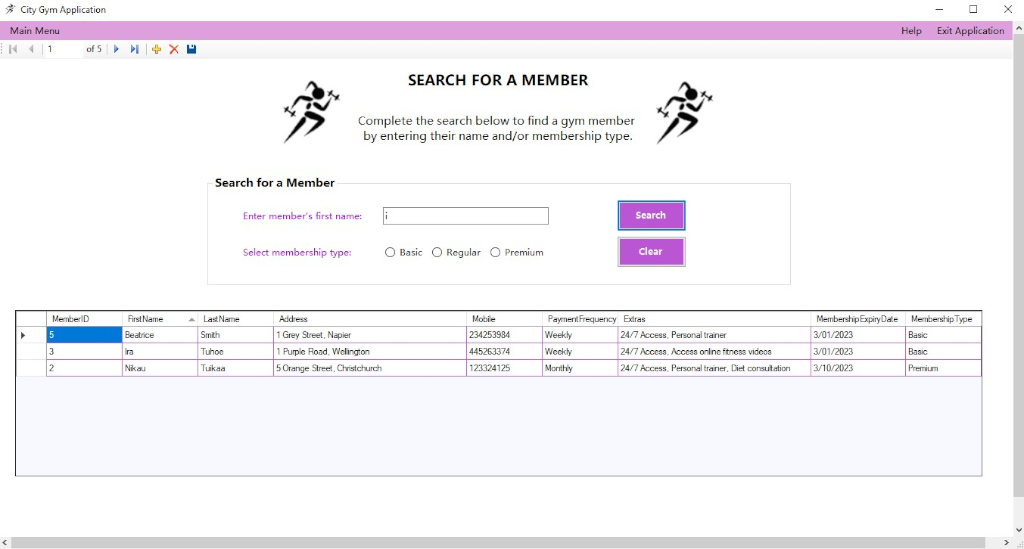 City Gym Application
Main Menu Help Exit Application
1 of 5
SEARCH FOR A MEMBER
Complete the search below to find a gym member
by entering their name and/or membership type.
Search for a Member
Enter member's first name: i Search
Select membership type: Basic Regular Premium Clear
MemberID FirstName LastName Address Mobile PaymentFrequency Extras MembershipExpiryDate MembershipType
5 Beatrice Smith 1 Grey Street, Napier 234253984 Weekly 24/7 Access, Personal trainer 3/01/2023 Basic
3 Ira Tuhoe 1 Purple Road, Wellington 445263374 Weekly 24/7 Access, Access online fitness videos 3/01/2023 Basic
2 Nikau Tuikaa 5 Orange Street, Christchurch 123324125 Monthly 24/7 Access, Personal trainer, Diet consultation 3/10/2023 Premium